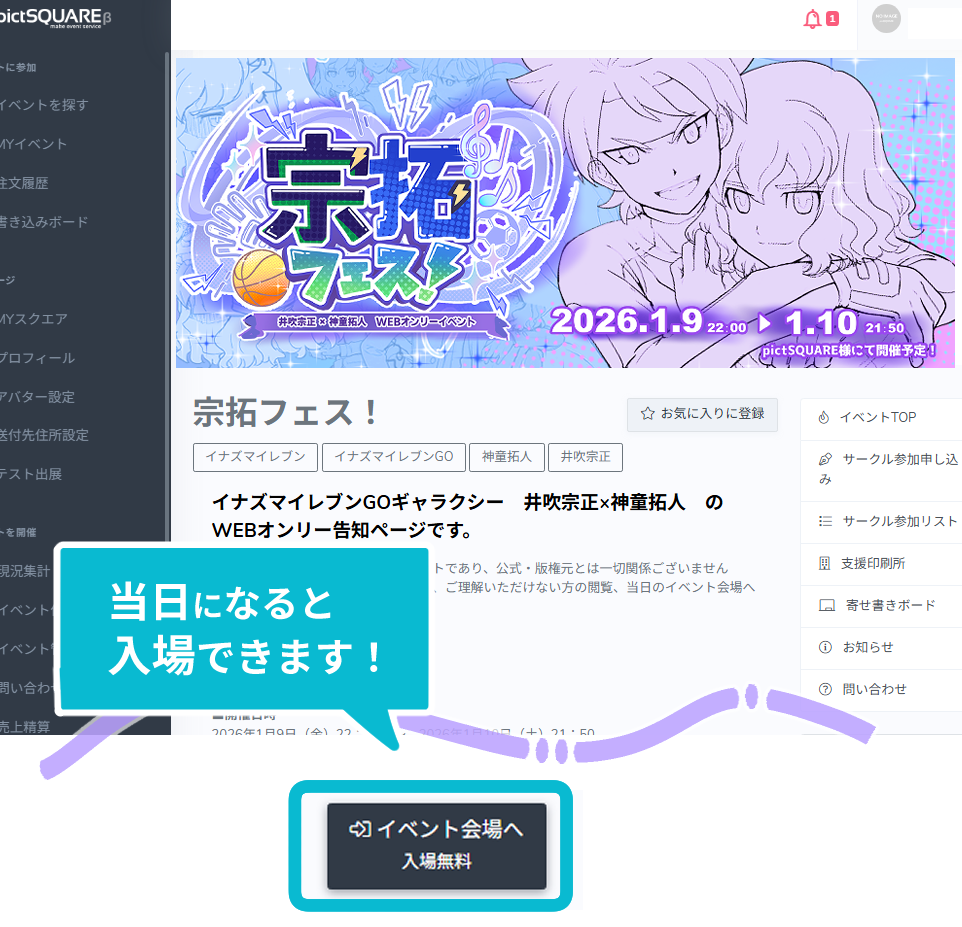 pictSQUAREβ
make event service
1
トに参加
イベントを探す
MYイベント
注文履歴
書き込みボード
ージ
MYスクエア
プロフィール
アバター設定
送付先住所設定
テスト出展
トを開催
現況集計
イベント
イベント
問い合わ
売上精算
宗拓
フェス!
井吹宗正×神童拓人 WEBオンリーイベント
2026.1.9 22:00 ▶ 1.10 21:50
pictSQUARE様にて開催予定!
宗拓フェス!
お気に入りに登録
イナズマイレブン
イナズマイレブンGO
神童拓人
井吹宗正
イナズマイレブンGOギャラクシー 井吹宗正×神童拓人 の
WEBオンリー告知ページです。
トであり、公式・版権元とは一切関係ございません
、ご理解いただけない方の閲覧、当日のイベント会場へ
■開催日時
2026年1月9日(金)22: 2026年1月10日(土)21:50
イベントTOP
サークル参加申し込
み
サークル参加リスト
支援印刷所
寄せ書きボード
お知らせ
問い合わせ
当日になると
入場できます!
イベント会場へ
入場無料